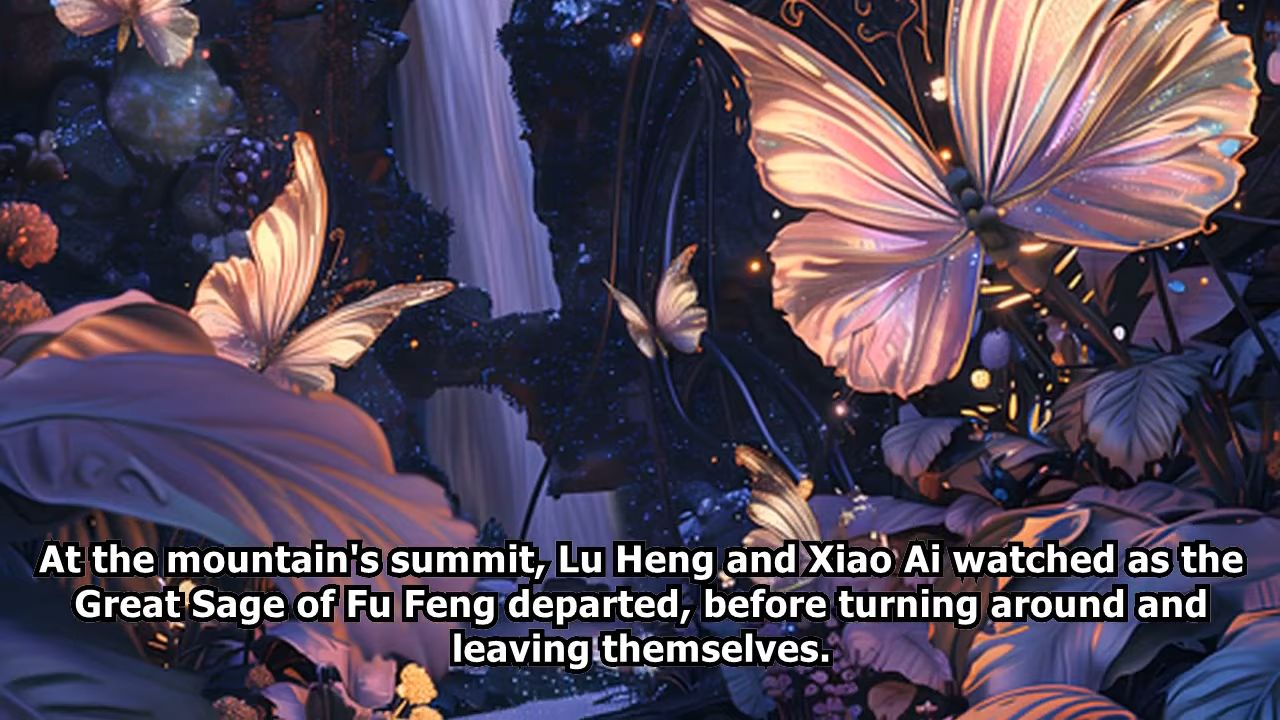 At the mountain's summit, Lu Heng and Xiao Ai watched as the
Great Sage of Fu Feng departed, before turning around and
leaving themselves.